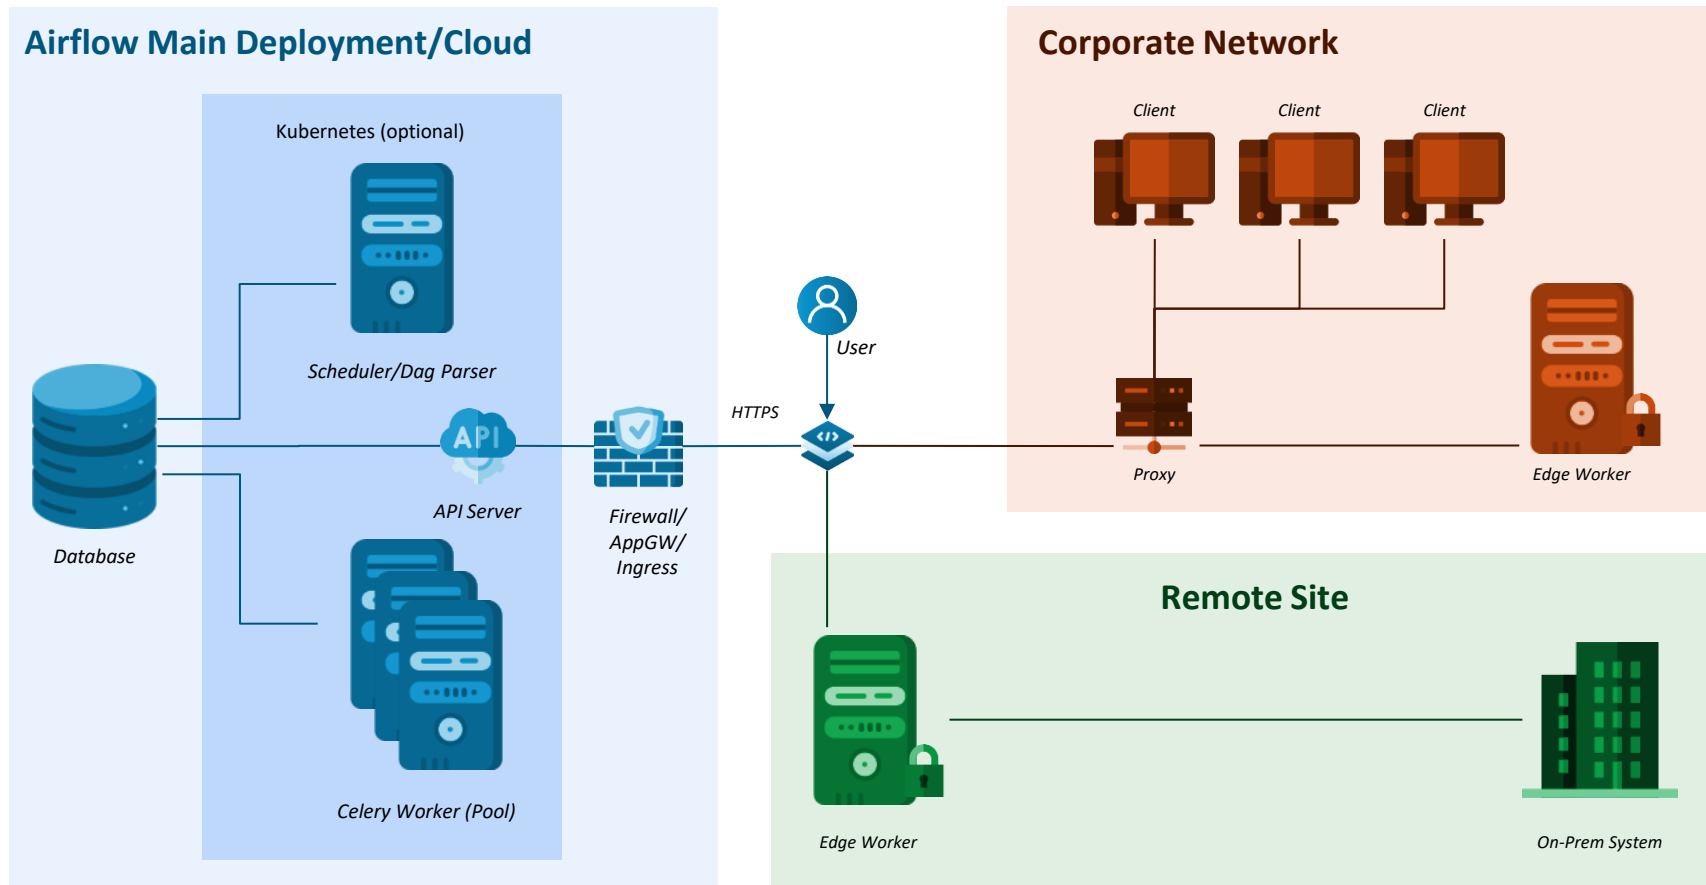 Airflow Main Deployment/Cloud
Kubernetes (optional)
Scheduler/Dag Parser
Database
API
API Server
Celery Worker (Pool)
Firewall/
AppGW/
Ingress
HTTPS
User
</>
Corporate Network
Client
Client
Client
Proxy
Edge Worker
Remote Site
Edge Worker
On-Prem System